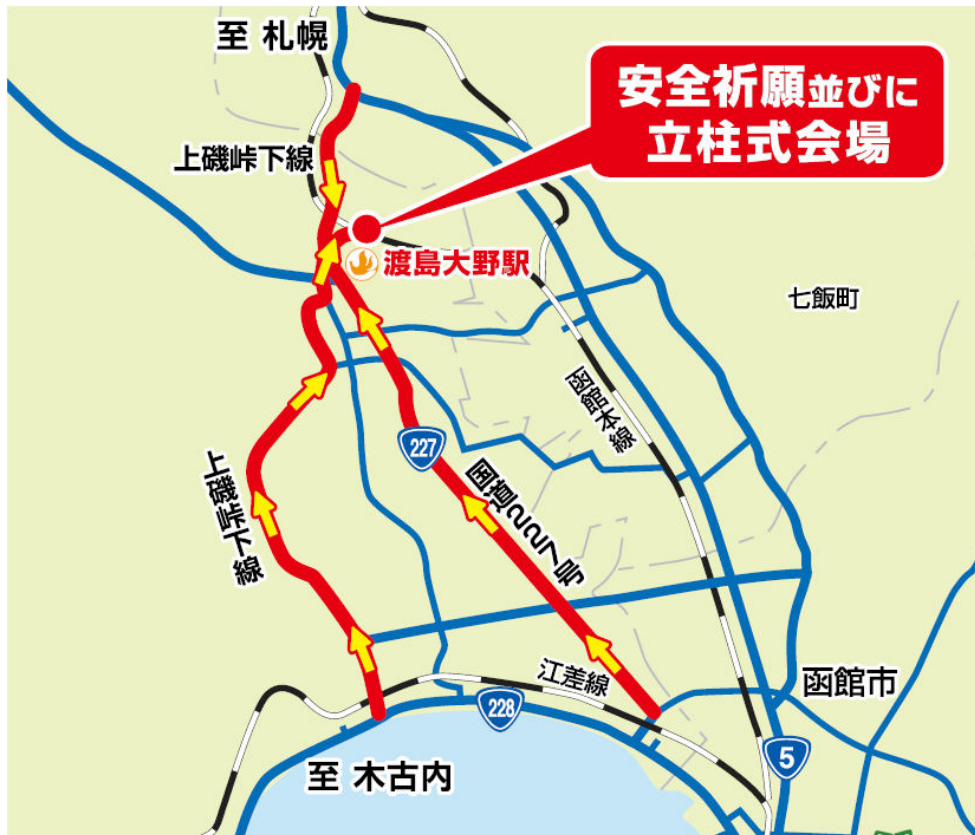 至 札幌
安全祈願並びに
立柱式会場
上磯峠下線
渡島大野駅
七飯町
函館本線
227
国道227号
上磯峠下線
江差線
函館市
228
5
至 木古内